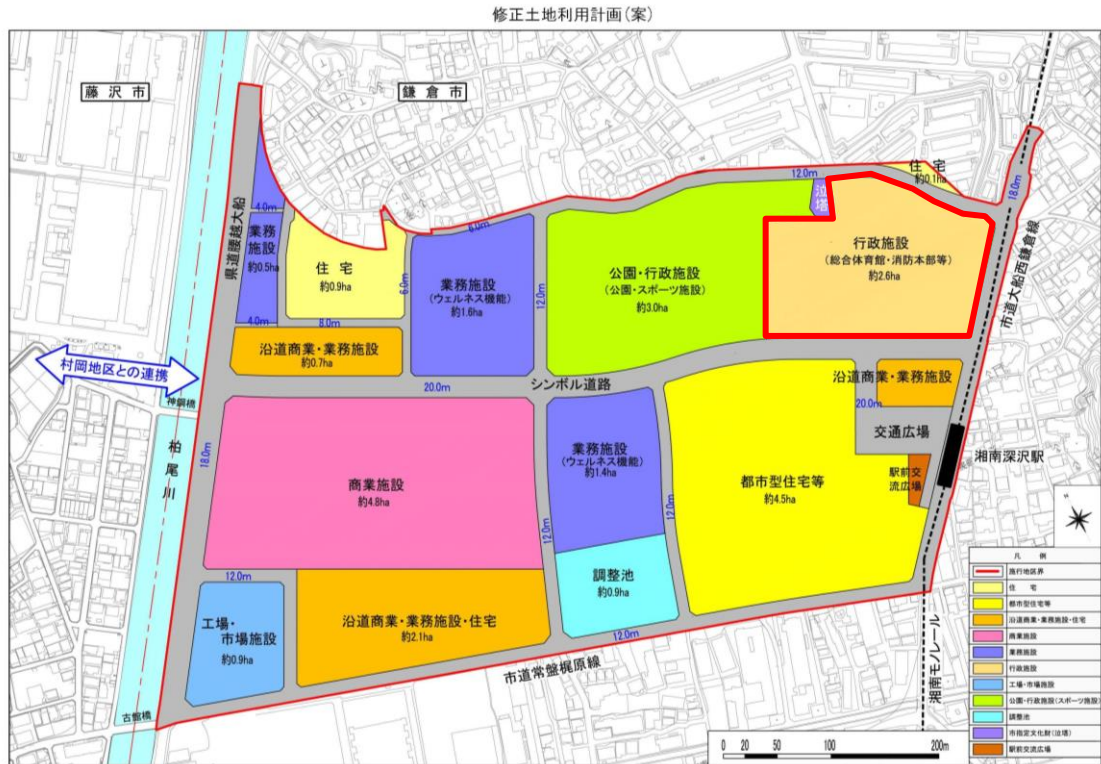 修正土地利用計画(案)
藤沢市
鎌倉市
住宅
約0.1ha
12.0m
18.0m
泣塔
県道腰越大船
4.0m
6.0m
業務
施設
約0.5ha
住宅
約0.9ha
6.0m
業務施設
(ウェルネス機能)
約1.6ha
12.0m
公園・行政施設
(公園・スポーツ施設)
約3.0ha
行政施設
(総合体育館・消防本部等)
約2.6ha
市道大船西鎌倉線
4.0m
8.0m
沿道商業・業務施設
約0.7ha
村岡地区との連携
神鋼橋
20.0m
シンボル道路
沿道商業・業務施設
20.0m
交通広場
湘南深沢駅
駅前交
流広場
柏尾川
18.0m
商業施設
約4.8ha
業務施設
(ウェルネス機能)
約1.4ha
都市型住宅等
約4.5ha
12.0m
12.0m
12.0m
調整池
約0.9ha
工場・
市場施設
約0.9ha
沿道商業・業務施設・住宅
約2.1ha
12.0m
市道常盤梶原線
古館橋
湘南モノレール
凡例
施行地区界
住宅
都市型住宅等
沿道商業・業務施設・住宅
商業施設
業務施設
行政施設
工場・市場施設
公園・行政施設(スポーツ施設)
調整池
市指定文化財(泣塔)
駅前交流広場
0 20 50 100 200m